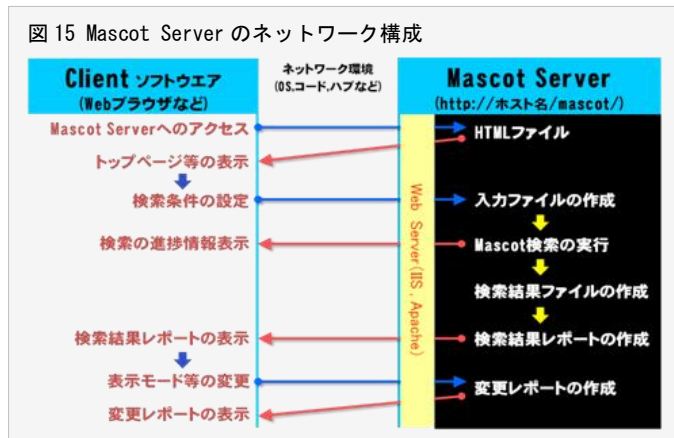 図 15 Mascot Server のネットワーク構成
Client ソフトウエア
(Webブラウザなど)
ネットワーク環境
(OS,コード,ハブなど)
Mascot Server
(http://ホスト名/mascot/)
Mascot Serverへのアクセス
HTMLファイル
トップページ等の表示
検索条件の設定
入力ファイルの作成
検索の進捗情報表示
Mascot検索の実行
検索結果ファイルの作成
検索結果レポートの表示
検索結果レポートの作成
表示モード等の変更
変更レポートの作成
変更レポートの表示
Web Server(IIS, Apache)